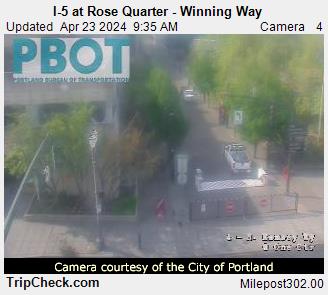 I-5 at Rose Quarter - Winning Way
Updated Apr 23 2024 9:35 AM Camera 4
PBOT
PORTLAND BUREAU OF TRANSPORTATION
Camera courtesy of the City of Portland
TripCheck.com Milepost302.00